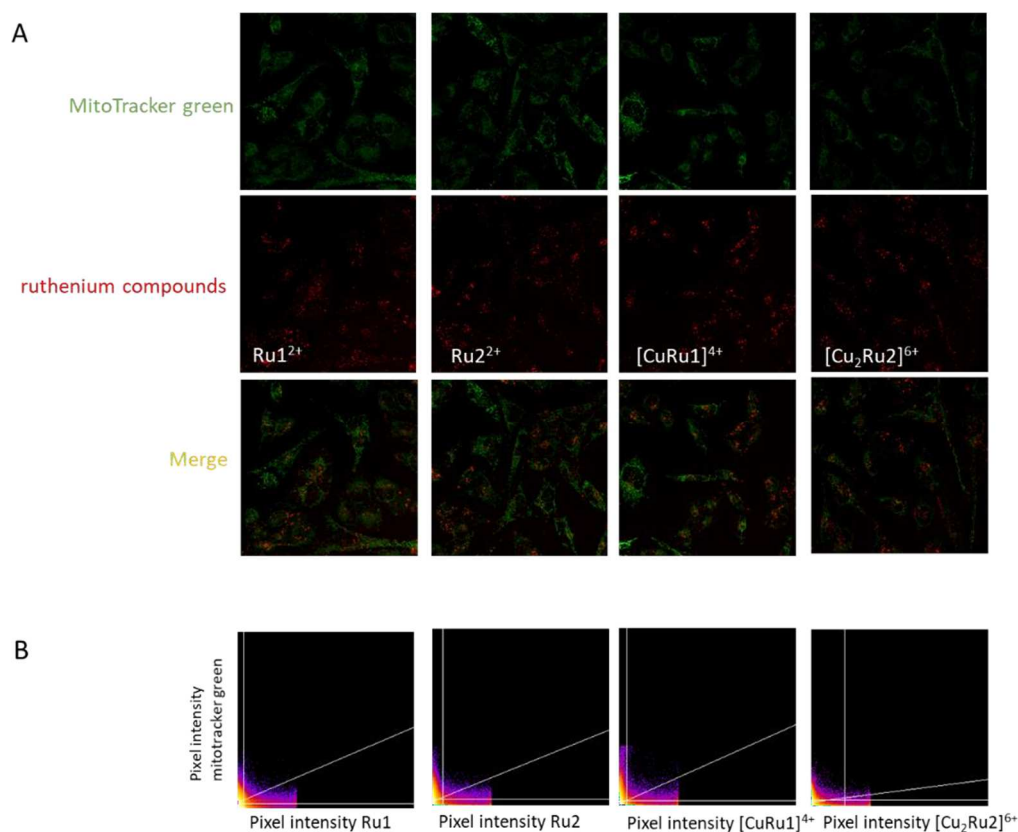 A
MitoTracker green
ruthenium compounds
Ru1²⁺
Ru2²⁺
[CuRu1]⁴⁺
[Cu₂Ru2]⁶⁺
Merge
B
Pixel intensity
mitotracker green
Pixel intensity Ru1
Pixel intensity Ru2
Pixel intensity [CuRu1]⁴⁺
Pixel intensity [Cu₂Ru2]⁶⁺